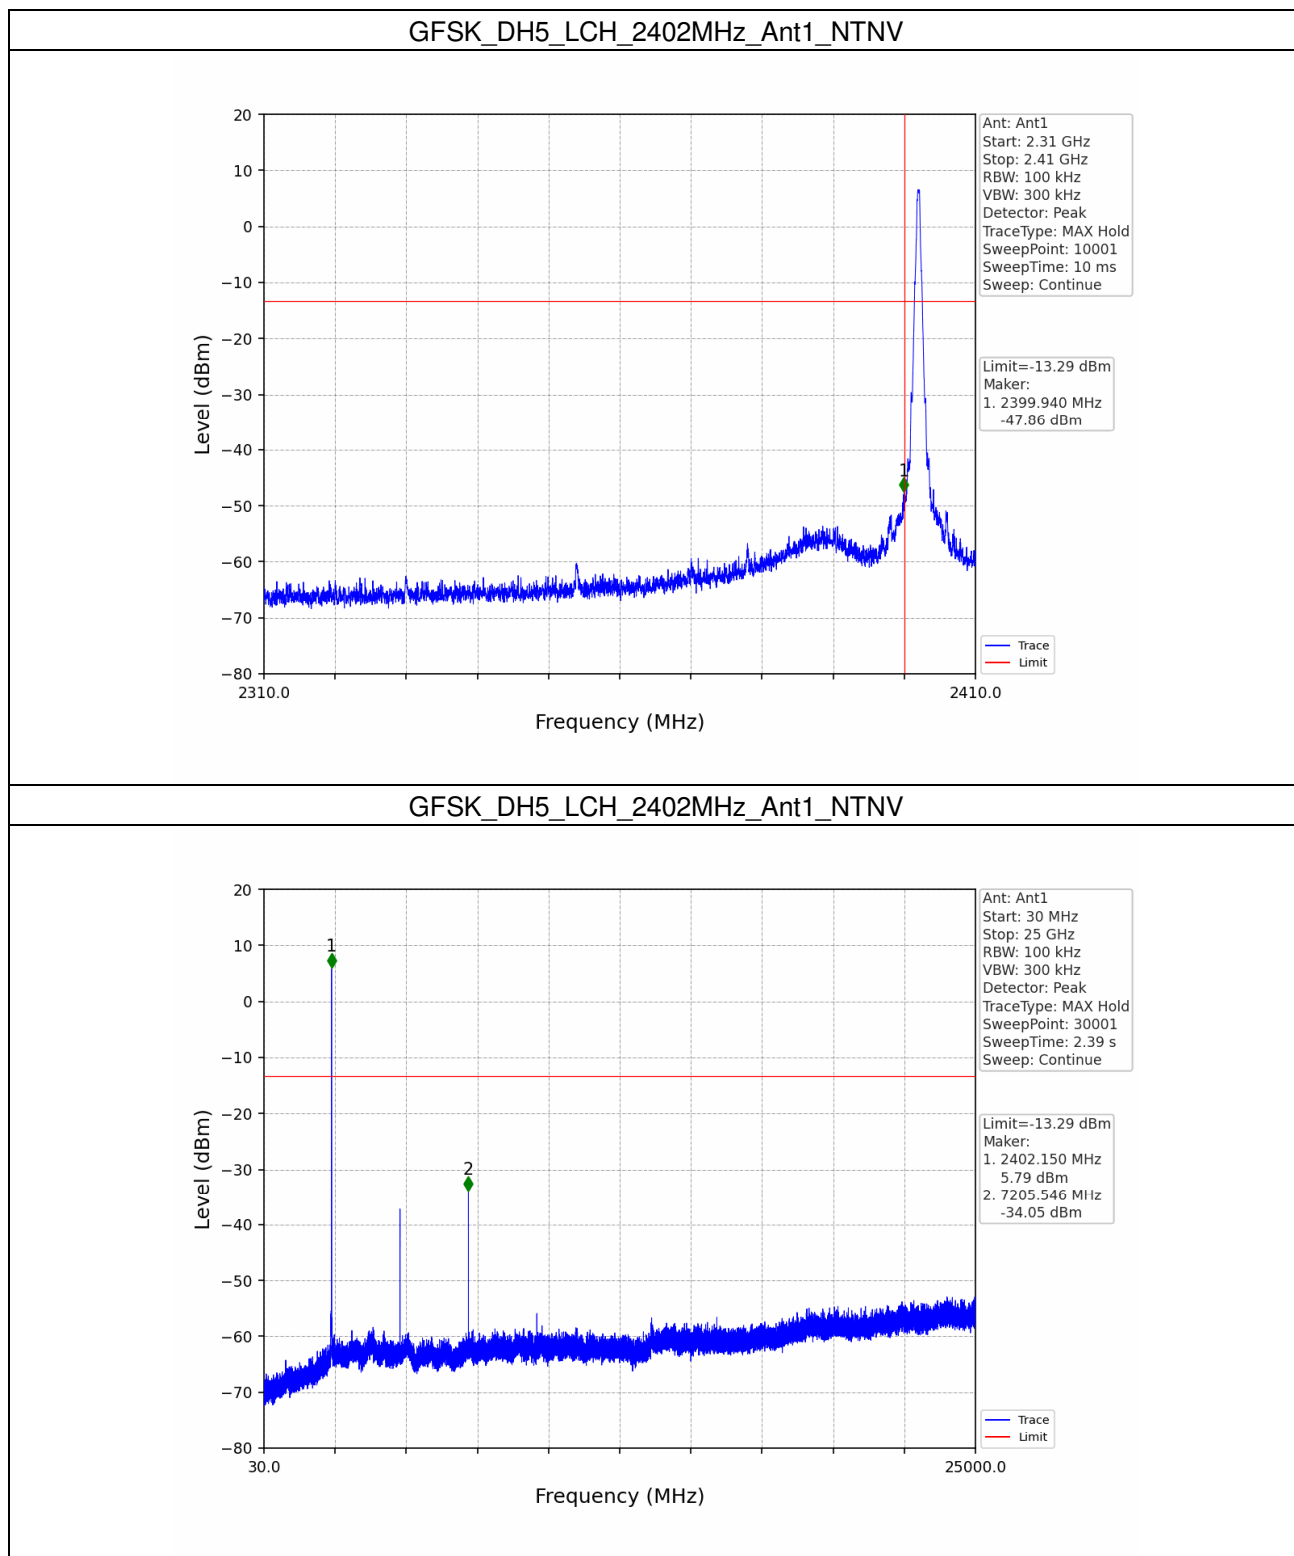 GFSK_DH5_LCH_2402MHz_Ant1_NTNV
20
10
0
−10
−20
−30
−40
−50
−60
−70
−80
Level (dBm)
2310.0
2410.0
Frequency (MHz)
1
Ant: Ant1
Start: 2.31 GHz
Stop: 2.41 GHz
RBW: 100 kHz
VBW: 300 kHz
Detector: Peak
TraceType: MAX Hold
SweepPoint: 10001
SweepTime: 10 ms
Sweep: Continue
Limit=-13.29 dBm
Maker:
1. 2399.940 MHz
-47.86 dBm
Trace
Limit
GFSK_DH5_LCH_2402MHz_Ant1_NTNV
20
10
0
−10
−20
−30
−40
−50
−60
−70
−80
Level (dBm)
30.0
25000.0
Frequency (MHz)
1
2
Ant: Ant1
Start: 30 MHz
Stop: 25 GHz
RBW: 100 kHz
VBW: 300 kHz
Detector: Peak
TraceType: MAX Hold
SweepPoint: 30001
SweepTime: 2.39 s
Sweep: Continue
Limit=-13.29 dBm
Maker:
1. 2402.150 MHz
5.79 dBm
2. 7205.546 MHz
-34.05 dBm
Trace
Limit